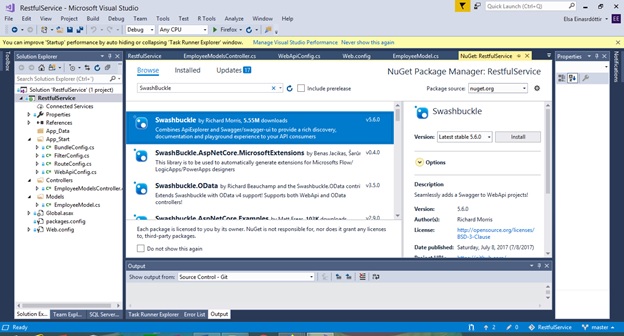 RestfulService - Microsoft Visual Studio
File Edit View Project Build Debug Team Tools Test R Tools Analyze Window Help
Elsa Einarsdóttir
Debug Any CPU Firefox
You can improve 'Startup' performance by auto hiding or collapsing 'Task Runner Explorer' window. Manage Visual Studio Performance Never show this again
Toolbox
Solution Explorer
Search Solution Explorer
Solution 'RestfulService' (1 project)
RestfulService
Connected Services
Properties
References
App_Data
App_Start
BundleConfig.cs
FilterConfig.cs
RouteConfig.cs
WebApiConfig.cs
Controllers
EmployeeModelsController.cs
Models
EmployeeModel.cs
Global.asax
packages.config
Web.config
Solution Ex... Team Expl... SQL Server...
RestfulService EmployeeModelsController.cs WebApiConfig.cs Web.config EmployeeModel.cs NuGet: RestfulService
Browse Installed Updates 17
NuGet Package Manager: RestfulService
SwashBuckle
Include prerelease
Package source: nuget.org
Swashbuckle by Richard Morris, 5.55M downloads v5.6.0
Combines ApiExplorer and Swagger/swagger-ui to provide a rich discovery,
documentation and playground experience to your API consumers
SwashBuckle.AspNetCore.MicrosoftExtensions by Benas Jacikas, v0.4.0
This library is to be used to automatically generate extensions for Microsoft Flow/
LogicApps/PowerApps designers
Swashbuckle.OData by Richard Beauchamp and the Swashbuckle.OData contrib v3.5.0
Extends Swashbuckle with OData v4 support! Supports both WebApi and OData
controllers!
Swashbuckle.AspNetCore.Examples by Matt
Each package is licensed to you by its owner. NuGet is not responsible for, nor does it grant any licenses
to, third-party packages.
Do not show this again
Swashbuckle
Version: Latest stable 5.6.0 Install
Options
Description
Seamlessly adds a Swagger to WebApi projects!
Version: 5.6.0
Author(s): Richard Morris
License: http://opensource.org/licenses/
BSD-3-Clause
Date published: Saturday, July 8, 2017 (7/8/2017)
Properties
Notifications
Output
Show output from: Source Control - Git
Task Runner Explorer Error List Output
Ready 2 0 RestfulService master